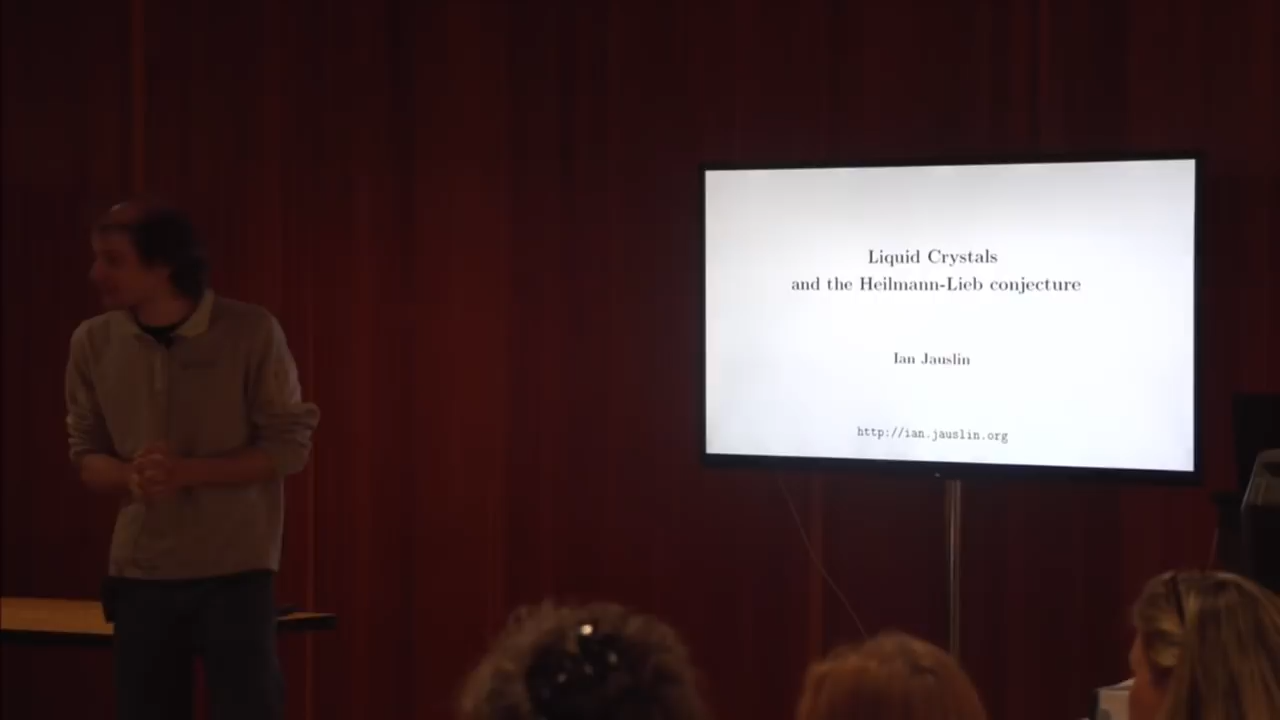 Liquid Crystals
and the Heilmann-Lieb conjecture
Ian Jauslin
http://ian.jauslin.org